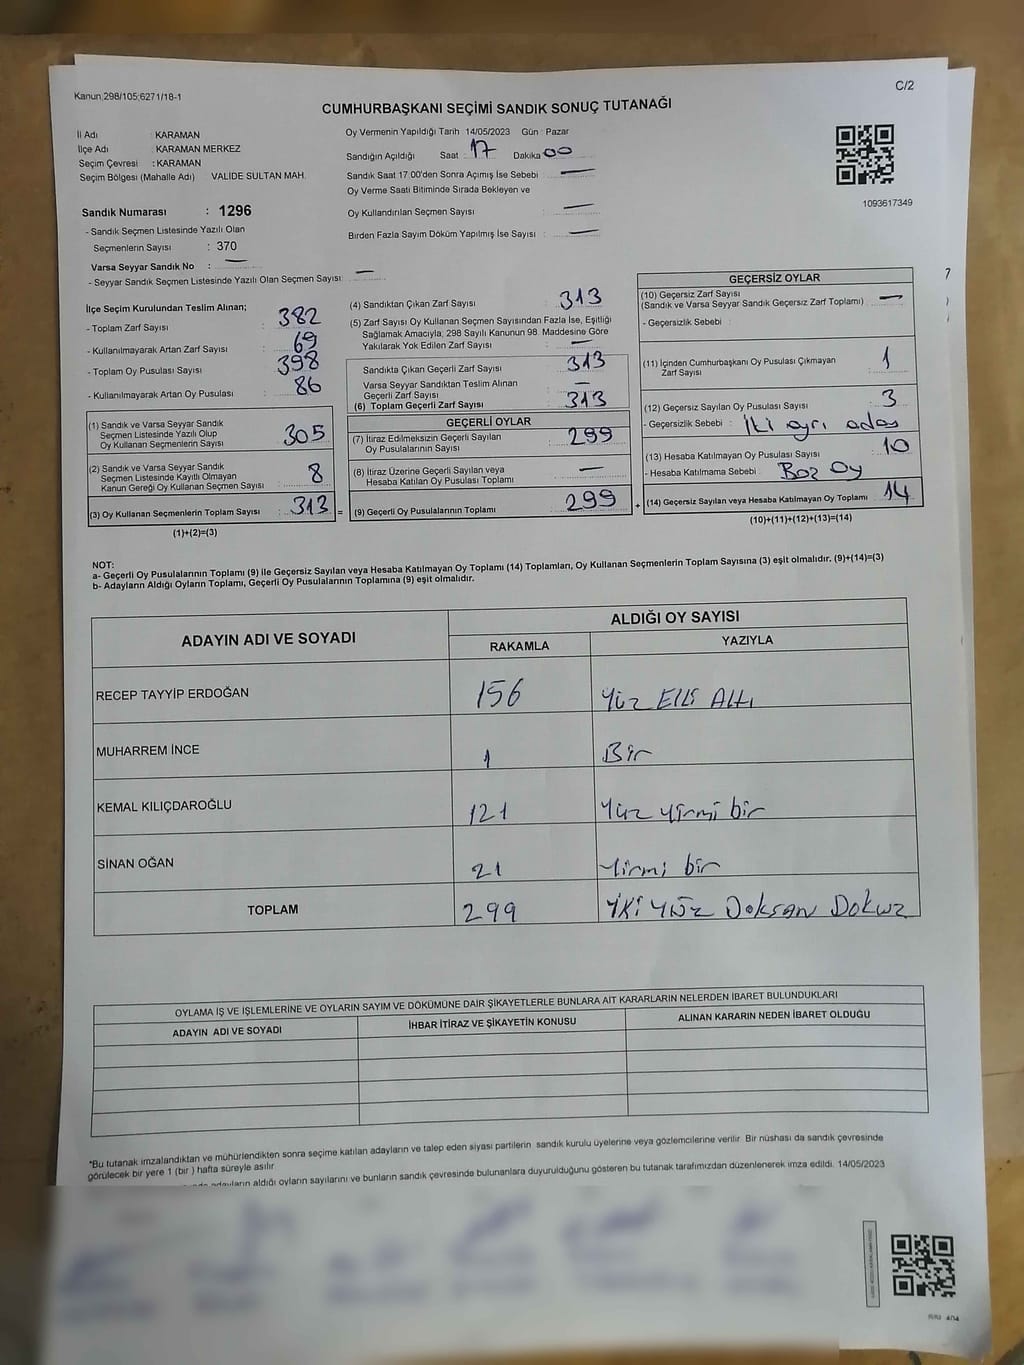 Kanun;298/105;6271/18-1
C/2
CUMHURBAŞKANI SEÇİMİ SANDIK SONUÇ TUTANAĞI
İl Adı : KARAMAN
İlçe Adı : KARAMAN MERKEZ
Seçim Çevresi : KARAMAN
Seçim Bölgesi (Mahalle Adı) VALİDE SULTAN MAH.
Sandık Numarası : 1296
- Sandık Seçmen Listesinde Yazılı Olan
Seçmenlerin Sayısı : 370
Varsa Seyyar Sandık No : —
- Seyyar Sandık Seçmen Listesinde Yazılı Olan Seçmen Sayısı: —
Oy Vermenin Yapıldığı Tarih 14/05/2023 Gün : Pazar
Sandığın Açıldığı Saat : 17 Dakika 00
Sandık Saat 17.00'den Sonra Açımış İse Sebebi : —
Oy Verme Saati Bitiminde Sırada Bekleyen ve
Oy Kullandırılan Seçmen Sayısı : —
Birden Fazla Sayım Döküm Yapılmış İse Sayısı : —
1093617349
İlçe Seçim Kurulundan Teslim Alınan;
- Toplam Zarf Sayısı : 382
- Kullanılmayarak Artan Zarf Sayısı : 69
- Toplam Oy Pusulası Sayısı : 398
- Kullanılmayarak Artan Oy Pusulası : 86
(1) Sandık ve Varsa Seyyar Sandık
Seçmen Listesinde Yazılı Olup
Oy Kullanan Seçmenlerin Sayısı : 305
(2) Sandık ve Varsa Seyyar Sandık
Seçmen Listesinde Kayıtlı Olmayan
Kanun Gereği Oy Kullanan Seçmen Sayısı : 8
(3) Oy Kullanan Seçmenlerin Toplam Sayısı : 313 =
(1)+(2)=(3)
(4) Sandıktan Çıkan Zarf Sayısı : 313
(5) Zarf Sayısı Oy Kullanan Seçmen Sayısından Fazla İse, Eşitliği
Sağlamak Amacıyla; 298 Sayılı Kanunun 98. Maddesine Göre
Yakılarak Yok Edilen Zarf Sayısı : —
Sandıkta Çıkan Geçerli Zarf Sayısı : 313
Varsa Seyyar Sandıktan Teslim Alınan
Geçerli Zarf Sayısı : —
(6) Toplam Geçerli Zarf Sayısı : 313
GEÇERLİ OYLAR
(7) İtiraz Edilmeksizin Geçerli Sayılan
Oy Pusulasının Sayısı : 299
(8) İtiraz Üzerine Geçerli Sayılan veya
Hesaba Katılan Oy Pusulası Toplamı : —
(9) Geçerli Oy Pusulalarının Toplamı : 299 +
GEÇERSİZ OYLAR
(10) Geçersiz Zarf Sayısı
(Sandık ve Varsa Seyyar Sandık Geçersiz Zarf Toplamı) : —
- Geçersizlik Sebebi :
(11) İçinden Cumhurbaşkanı Oy Pusulası Çıkmayan
Zarf Sayısı : 1
(12) Geçersiz Sayılan Oy Pusulası Sayısı : 3
- Geçersizlik Sebebi : İki ayrı aday
(13) Hesaba Katılmayan Oy Pusulası Sayısı : 10
- Hesaba Katılmama Sebebi : Boz Oy
(14) Geçersiz Sayılan veya Hesaba Katılmayan Oy Toplamı : 14
(10)+(11)+(12)+(13)=(14)
NOT:
a- Geçerli Oy Pusulalarının Toplamı (9) ile Geçersiz Sayılan veya Hesaba Katılmayan Oy Toplamı (14) Toplamları, Oy Kullanan Seçmenlerin Toplam Sayısına (3) eşit olmalıdır. (9)+(14)=(3)
b- Adayların Aldığı Oyların Toplamı, Geçerli Oy Pusulalarının Toplamına (9) eşit olmalıdır.
ADAYIN ADI VE SOYADI
ALDIĞI OY SAYISI
RAKAMLA YAZIYLA
RECEP TAYYİP ERDOĞAN 156 Yüz Elli Altı
MUHARREM İNCE 1 Bir
KEMAL KILIÇDAROĞLU 121 Yüz yirmi bir
SİNAN OĞAN 21 Yirmi bir
TOPLAM 299 İki Yüz Doksan Dokuz
OYLAMA İŞ VE İŞLEMLERİNE VE OYLARIN SAYIM VE DÖKÜMÜNE DAİR ŞİKAYETLERLE BUNLARA AİT KARARLARIN NELERDEN İBARET BULUNDUKLARI
ADAYIN ADI VE SOYADI İHBAR İTİRAZ VE ŞİKAYETİN KONUSU ALINAN KARARIN NEDEN İBARET OLDUĞU
*Bu tutanak imzalandıktan ve mühürlendikten sonra seçime katılan adayların ve talep eden siyasi partilerin sandık kurulu üyelerine veya gözlemcilerine verilir. Bir nüshası da sandık çevresinde
görülecek bir yere 1 (bir ) hafta süreyle asılır.
adayların aldığı oyların sayılarını ve bunların sandık çevresinde bulunanlara duyurulduğunu gösteren bu tutanak tarafımızdan düzenlenerek imza edildi. 14/05/2023